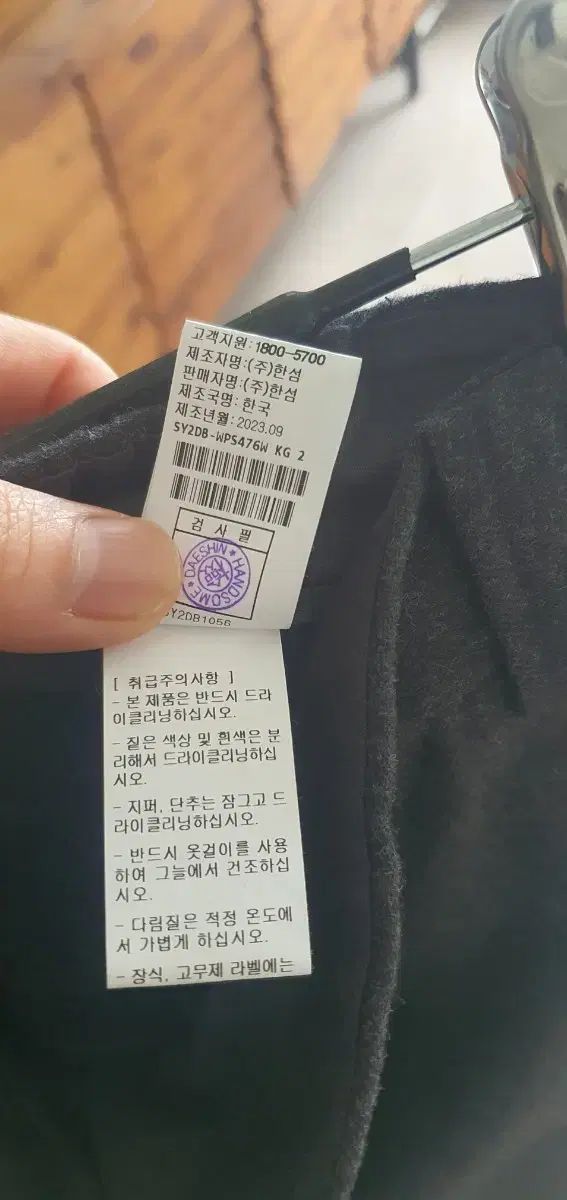 고객지원:1800-5700
제조자명:(주)한섬
판매자명:(주)한섬
제조국명: 한국
제조년월: 2023.09
SY2DB-WPS476W KG 2
검 사 필
DAESHIN * HANDSOME *
SY2DB1056
[ 취급주의사항 ]
- 본 제품은 반드시 드라
이클리닝하십시오.
- 짙은 색상 및 흰색은 분
리해서 드라이클리닝하십
시오.
- 지퍼, 단추는 잠그고 드
라이클리닝하십시오.
- 반드시 옷걸이를 사용
하여 그늘에서 건조하십
시오.
- 다림질은 적정 온도에
서 가볍게 하십시오.
- 장식, 고무제 라벨에는